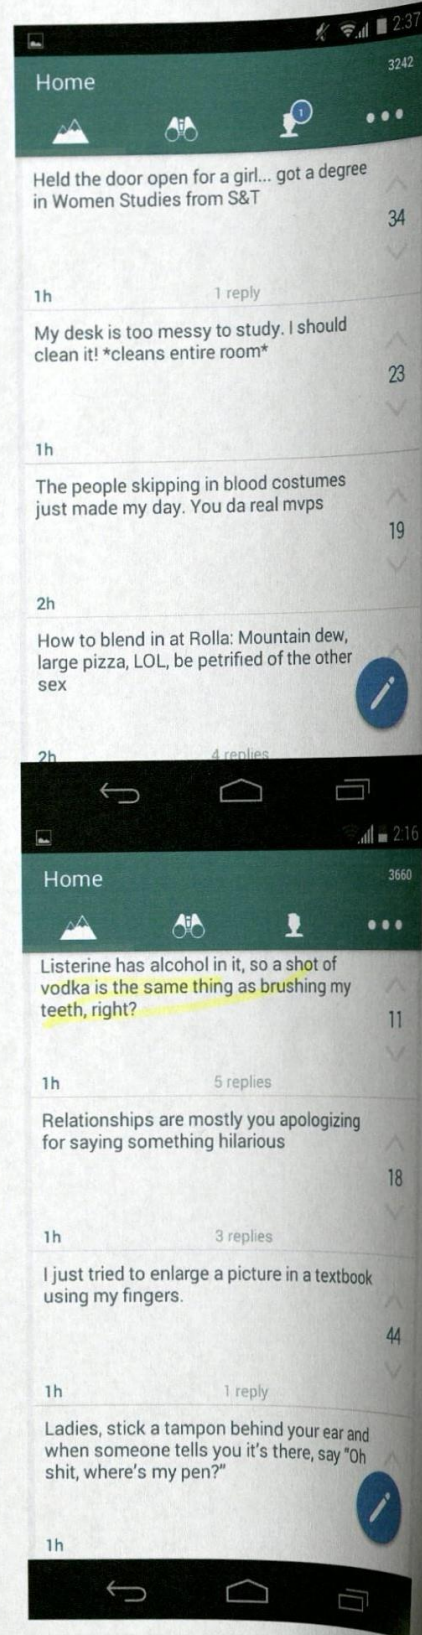 2:37
Home
3242
1
Held the door open for a girl... got a degree
in Women Studies from S&T
34
1h
1 reply
My desk is too messy to study. I should
clean it! *cleans entire room*
23
1h
The people skipping in blood costumes
just made my day. You da real mvps
19
2h
How to blend in at Rolla: Mountain dew,
large pizza, LOL, be petrified of the other
sex
2h
4 replies
2:16
Home
3660
Listerine has alcohol in it, so a shot of
vodka is the same thing as brushing my
teeth, right?
11
1h
5 replies
Relationships are mostly you apologizing
for saying something hilarious
18
1h
3 replies
I just tried to enlarge a picture in a textbook
using my fingers.
44
1h
1 reply
Ladies, stick a tampon behind your ear and
when someone tells you it's there, say "Oh
shit, where's my pen?"
1h